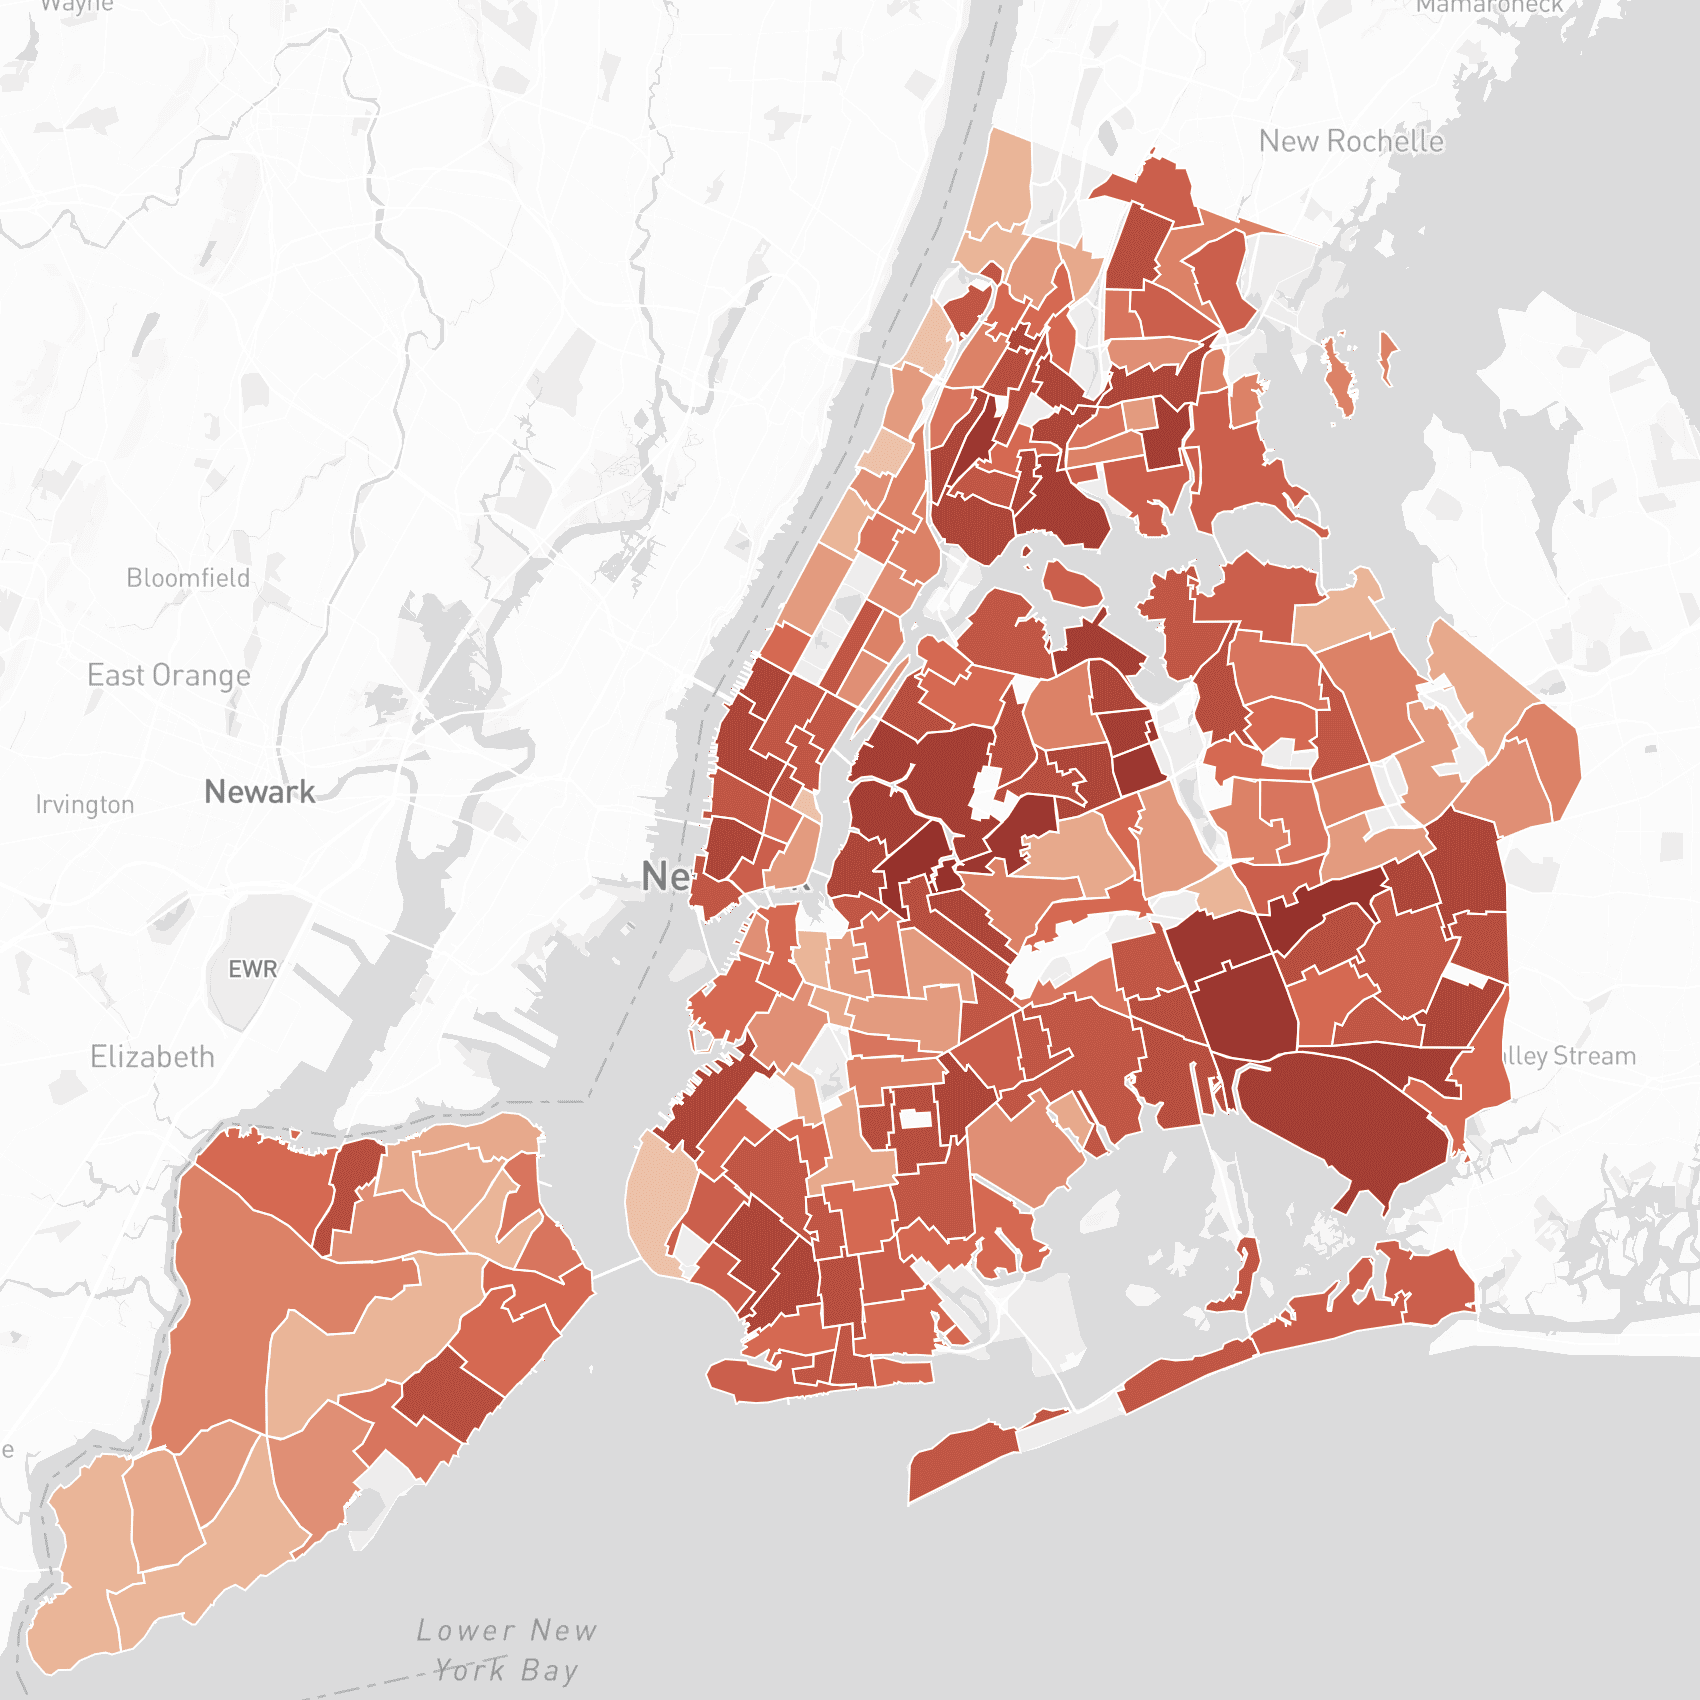 Wayne
Mamaroneck
New Rochelle
Bloomfield
East Orange
Newark
Irvington
Ne k
EWR
Elizabeth
lley Stream
e
Lower New
York Bay